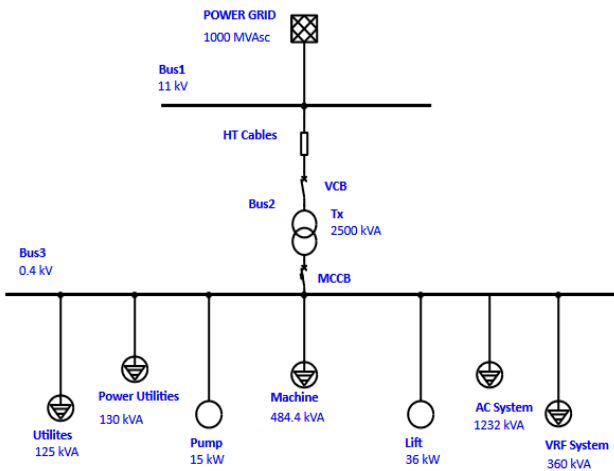 POWER GRID
1000 MVAsc
Bus1
11 kV
HT Cables
VCB
Bus2
Tx
2500 kVA
Bus3
0.4 kV
MCCB
Utilites
125 kVA
Power Utilities
130 kVA
Pump
15 kW
Machine
484.4 kVA
Lift
36 kW
AC System
1232 kVA
VRF System
360 kVA